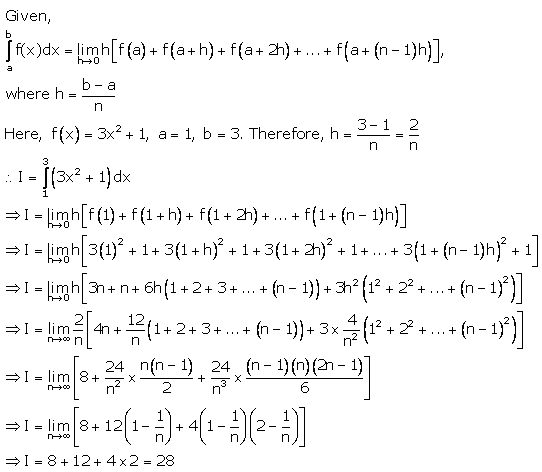 Given,
∫ₐᵇ f(x)dx = lim_{h→0} h[f(a)+f(a+h)+f(a+2h)+...+f(a+(n−1)h)],
where h = (b−a)/n
Here, f(x) = 3x²+1, a = 1, b = 3. Therefore, h = (3−1)/n = 2/n
∴ I = ∫₁³ (3x²+1)dx
⇒ I = lim_{h→0} h[f(1)+f(1+h)+f(1+2h)+...+f(1+(n−1)h)]
⇒ I = lim_{h→0} h[3(1)²+1+3(1+h)²+1+3(1+2h)²+1+...+3(1+(n−1)h)²+1]
⇒ I = lim_{h→0} h[3n+n+6h(1+2+3+...+(n−1))+3h²(1²+2²+...+(n−1)²)]
⇒ I = lim_{n→∞} 2/n[4n+12/n(1+2+3+...+(n−1))+3×4/n²(1²+2²+...+(n−1)²)]
⇒ I = lim_{n→∞} [8+24/n²×n(n−1)/2+24/n³×(n−1)(n)(2n−1)/6]
⇒ I = lim_{n→∞} [8+12(1−1/n)+4(1−1/n)(2−1/n)]
⇒ I = 8+12+4×2 = 28